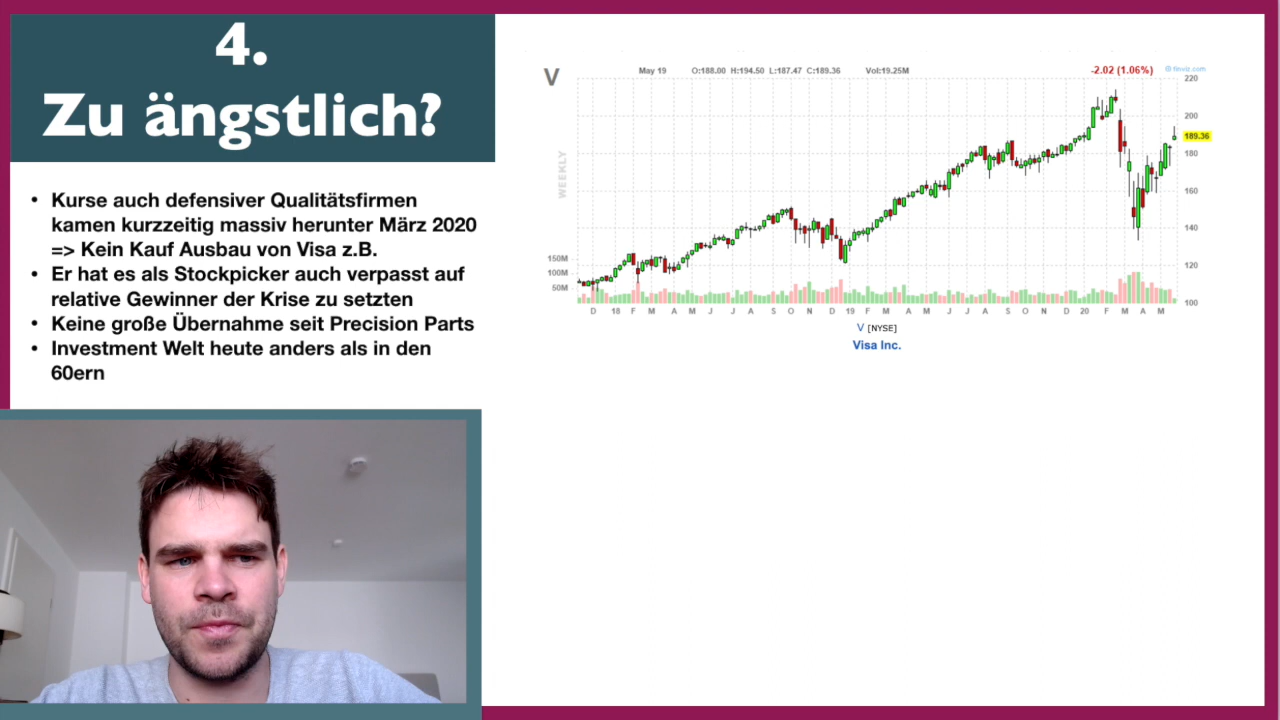 4.
Zu ängstlich?
• Kurse auch defensiver Qualitätsfirmen
kamen kurzzeitig massiv herunter März 2020
=> Kein Kauf Ausbau von Visa z.B.
• Er hat es als Stockpicker auch verpasst auf
relative Gewinner der Krise zu setzten
• Keine große Übernahme seit Precision Parts
• Investment Welt heute anders als in den
60ern
V
May 19 O:188.00 H:194.50 L:187.47 C:189.36 Vol:19.25M
-2.02 (1.06%)
© finviz.com
220
200
189.36
180
160
140
120
100
WEEKLY
150M
100M
50M
D 18 F M A M J J A S O N D 19 F M A M J J A S O N D 20 F M A M
V [NYSE]
Visa Inc.